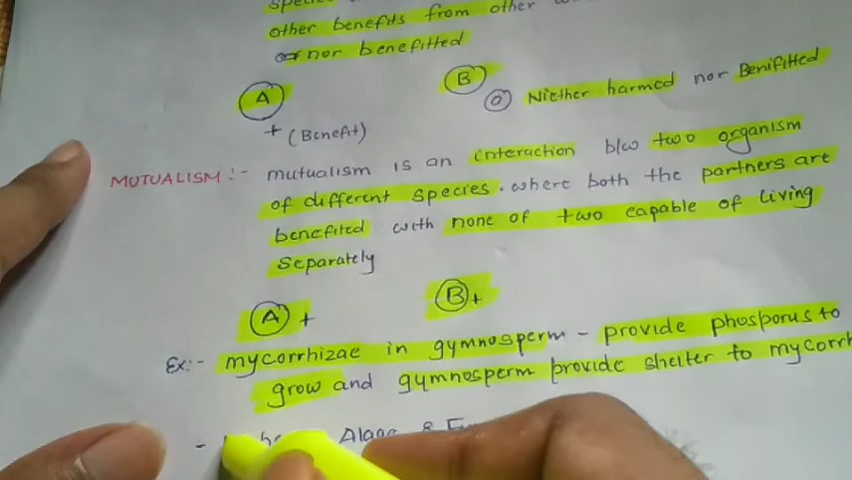 species
other benefits from other
or nor benefitted
A B
O Niether harmed nor Benifitted
+ (Benefit)
MUTUALISM :- mutualism is an interaction b/w two organism
of different species. where both the partners are
benefited with none of two capable of living
Separately
A + B +
Ex:- mycorrhizae in gymnosperm - provide phosporus to
grow and gymnosperm provide shelter to mycorrh
- Algae &